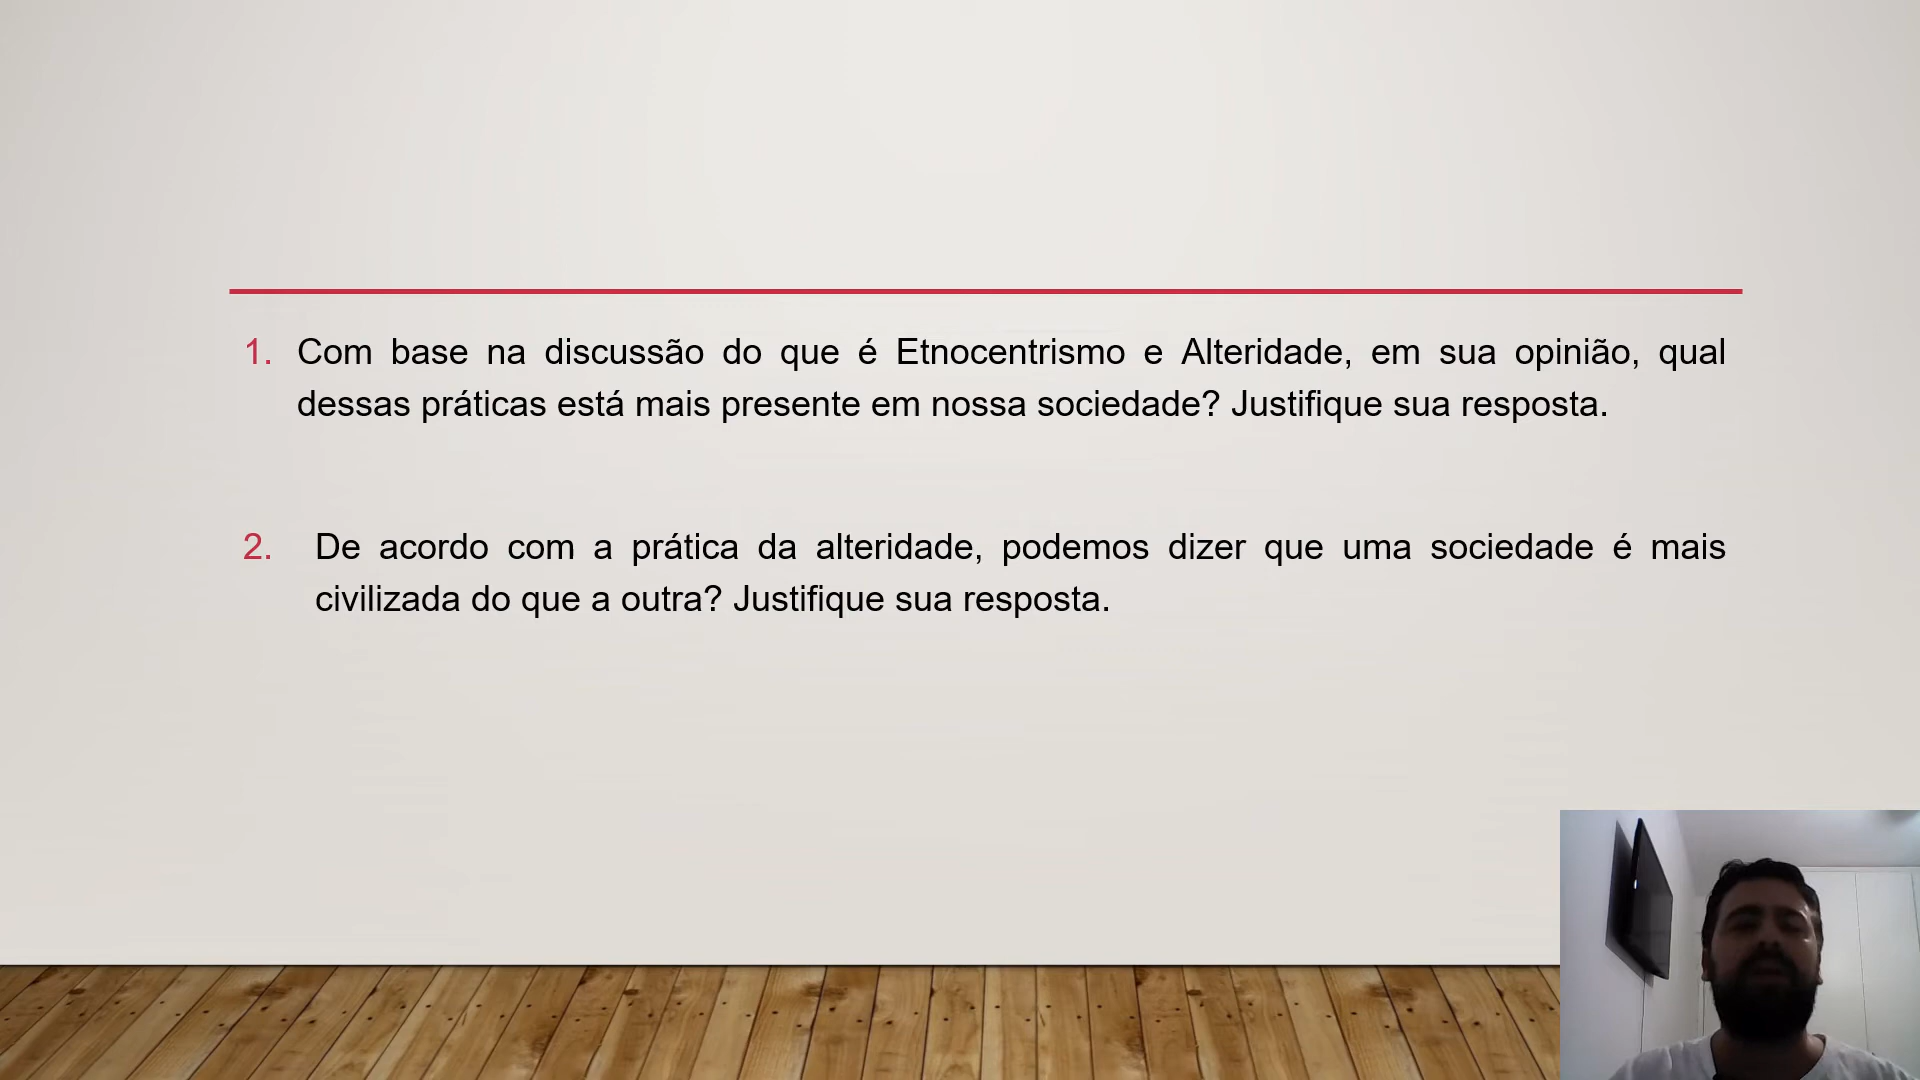 1. Com base na discussão do que é Etnocentrismo e Alteridade, em sua opinião, qual
dessas práticas está mais presente em nossa sociedade? Justifique sua resposta.
2. De acordo com a prática da alteridade, podemos dizer que uma sociedade é mais
civilizada do que a outra? Justifique sua resposta.